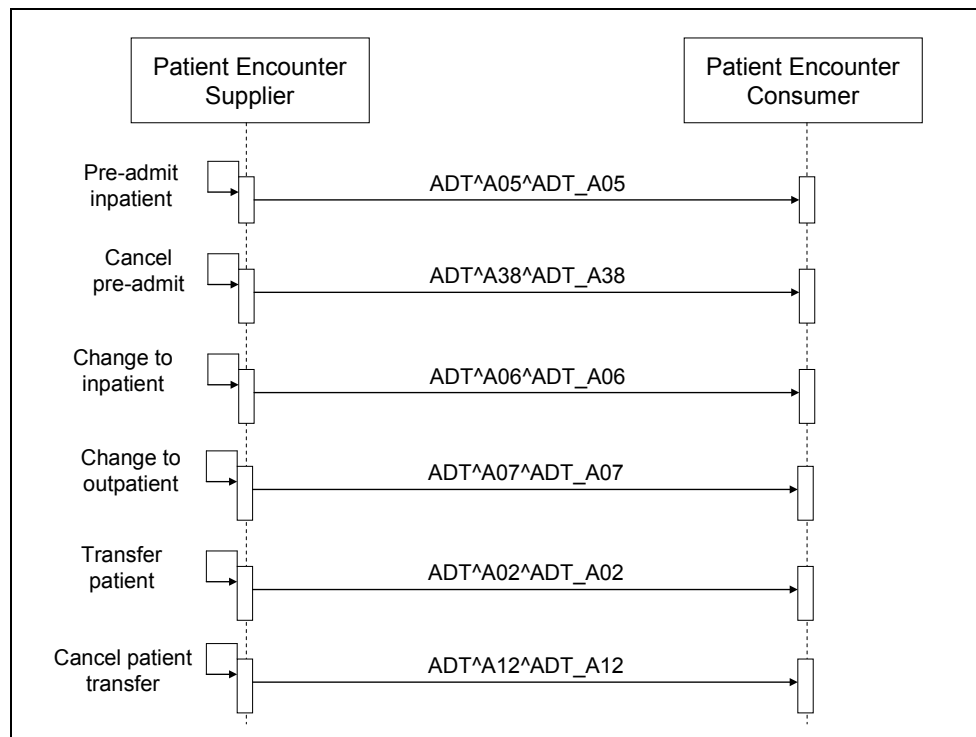 Patient Encounter
Supplier
Patient Encounter
Consumer
Pre-admit
inpatient
ADT^A05^ADT_A05
Cancel
pre-admit
ADT^A38^ADT_A38
Change to
inpatient
ADT^A06^ADT_A06
Change to
outpatient
ADT^A07^ADT_A07
Transfer
patient
ADT^A02^ADT_A02
Cancel patient
transfer
ADT^A12^ADT_A12